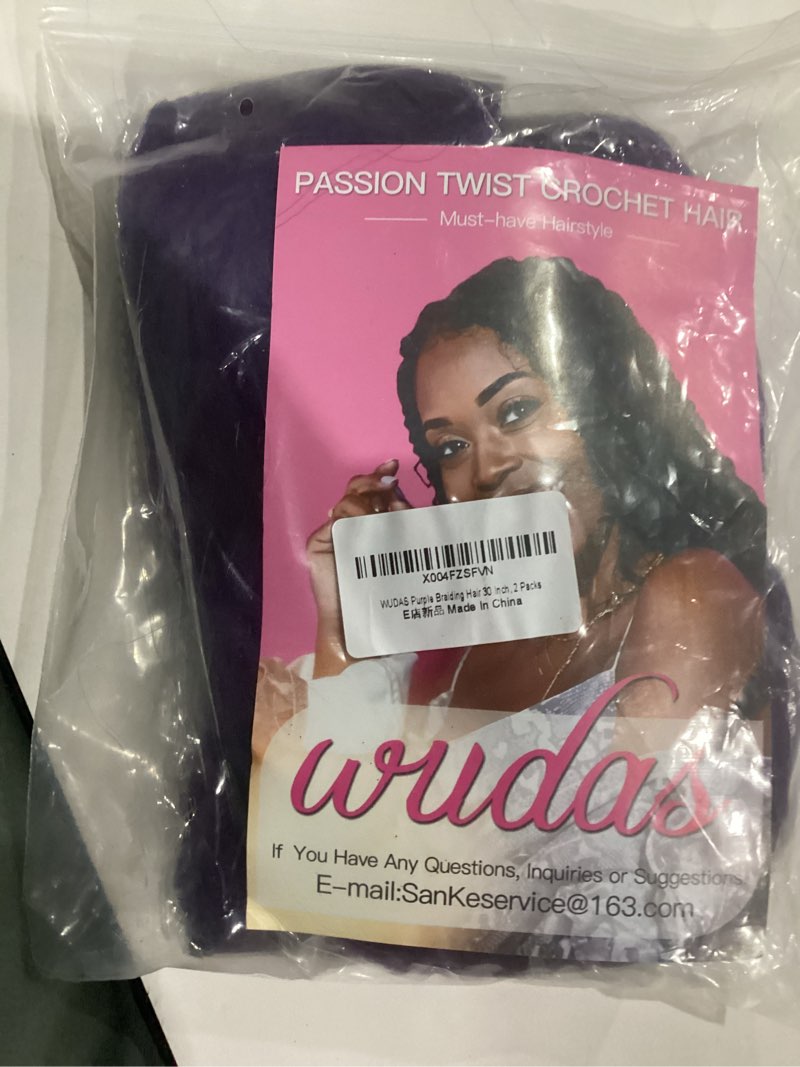 PASSION TWIST CROCHET HAIR
Must-have Hairstyle
X004FZSFVN
WUDAS Purple Braiding Hair 30 Inch, 2 Packs
E店新品 Made In China
wudas
If You Have Any Questions, Inquiries or Suggestions
E-mail:SanKeservice@163.com